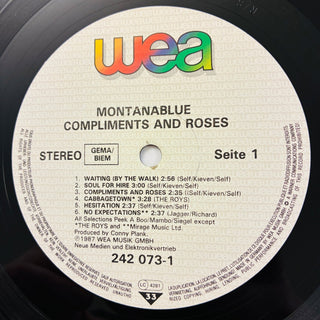 wea
MONTANABLUE
COMPLIMENTS AND ROSES
STEREO GEMA/BIEM Seite 1
1. WAITING (BY THE WALK) 2:56 (Self/Kieven/Self)
2. SOUL FOR HIRE 3:00 (Self/Kieven/Self)
3. COMPLIMENTS AND ROSES 2:35 (Self/Kieven/Self)
4. CABBAGETOWN* 3:28 (THE ROYS)
5. HESITATION 2:37 (Self/Kieven/Self)
6. NO EXPECTATIONS** 2:37 (Jagger/Richard)
All Selections Peek A Boo/Mambo/Siegel except
*THE ROYS and **Mirage Music Ltd.
Produced by Conny Plank.
℗1987 WEA MUSIK GMBH
Neue Medien und Elektronikvertrieb
242 073-1
LC 4281
33